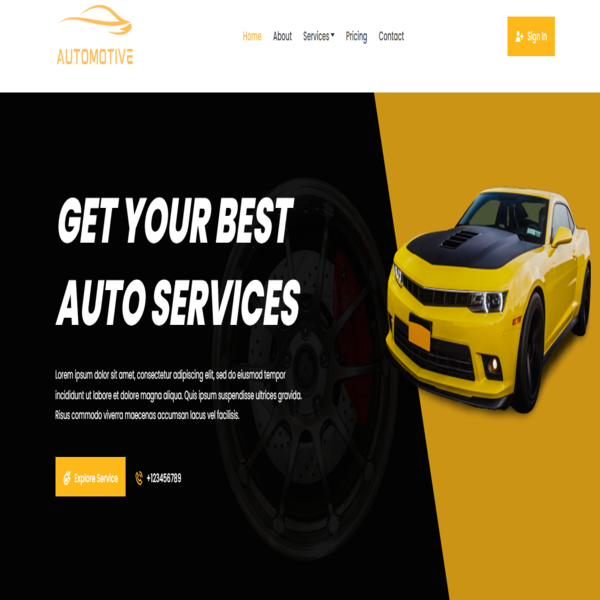 AUTOMOTIVE
Home About Services Pricing Contact
Sign In
GET YOUR BEST
AUTO SERVICES
Lorem ipsum dolor sit amet, consectetur adipiscing elit, sed do eiusmod tempor
incididunt ut labore et dolore magna aliqua. Quis ipsum suspendisse ultrices gravida.
Risus commodo viverra maecenas accumsan lacus vel facilisis.
Explore Service
+123456789